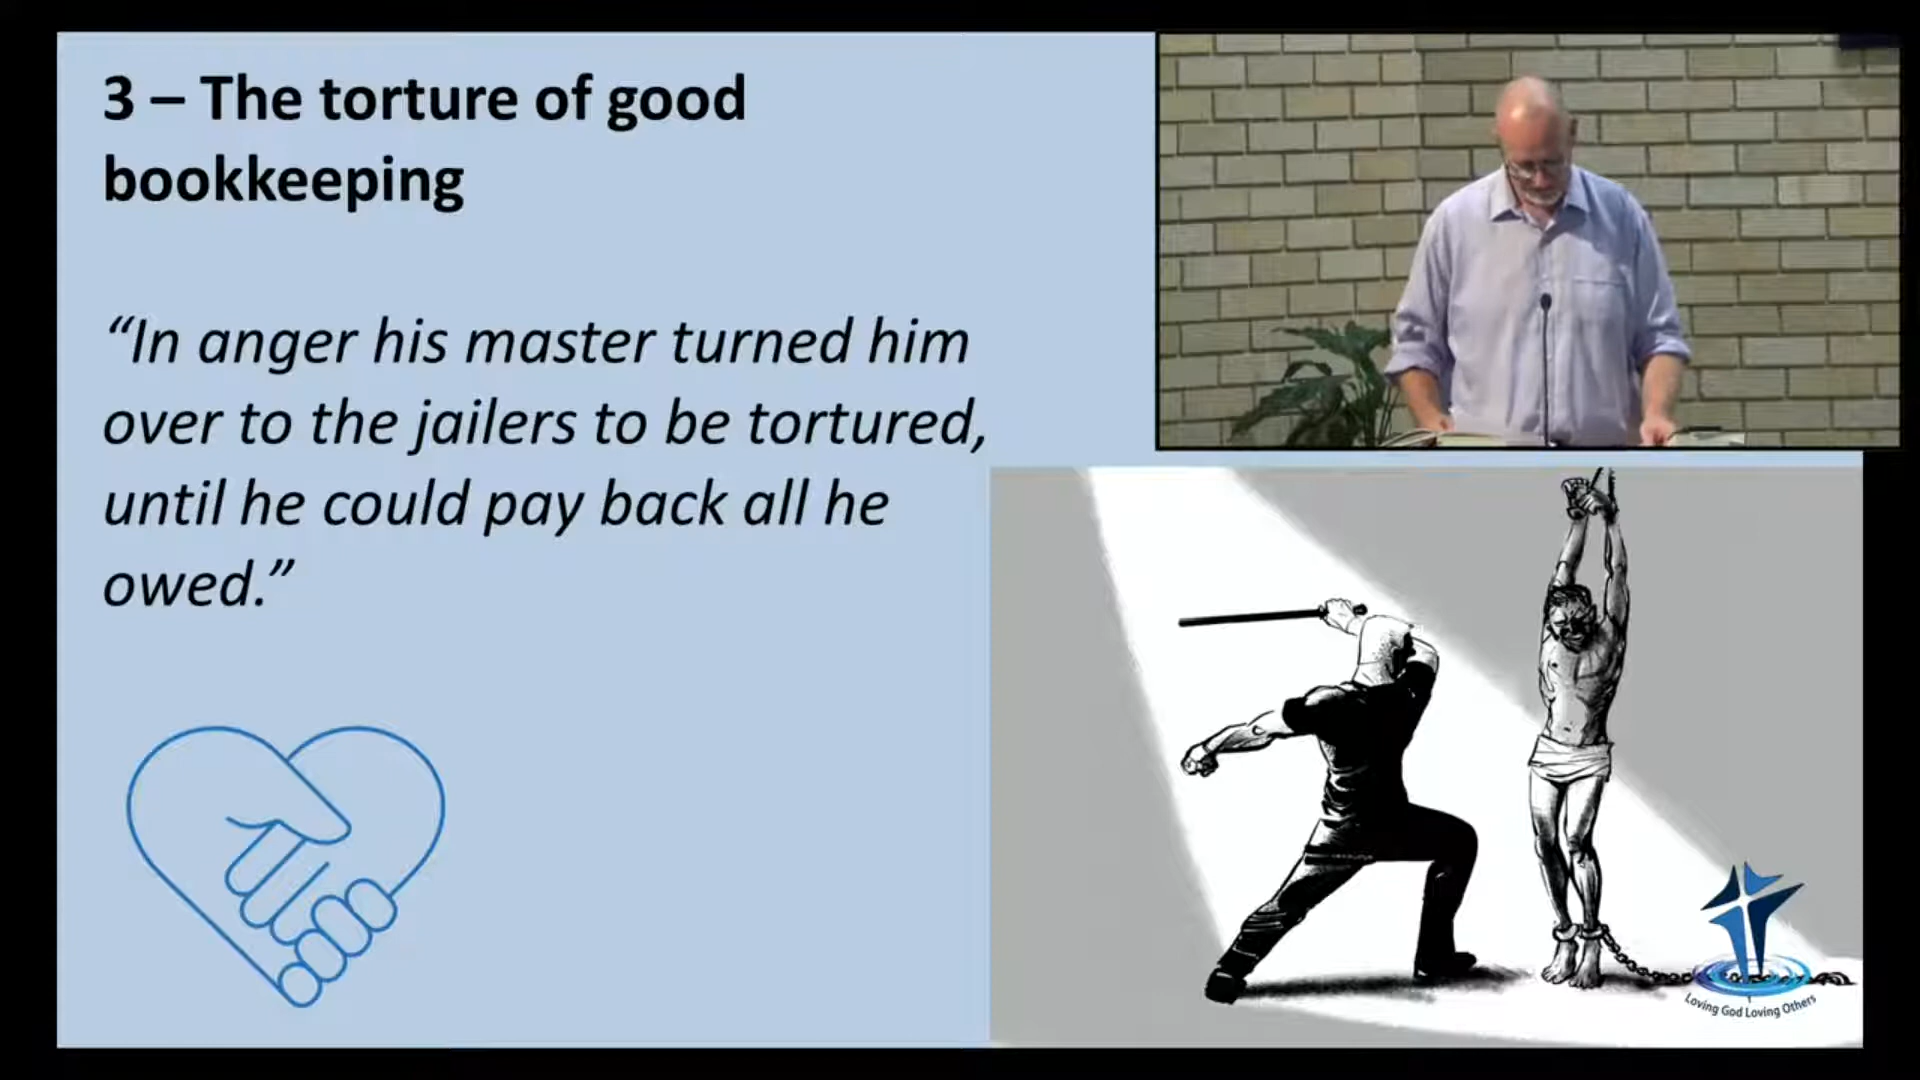 3 – The torture of good
bookkeeping
“In anger his master turned him
over to the jailers to be tortured,
until he could pay back all he
owed.”
Loving God Loving Others